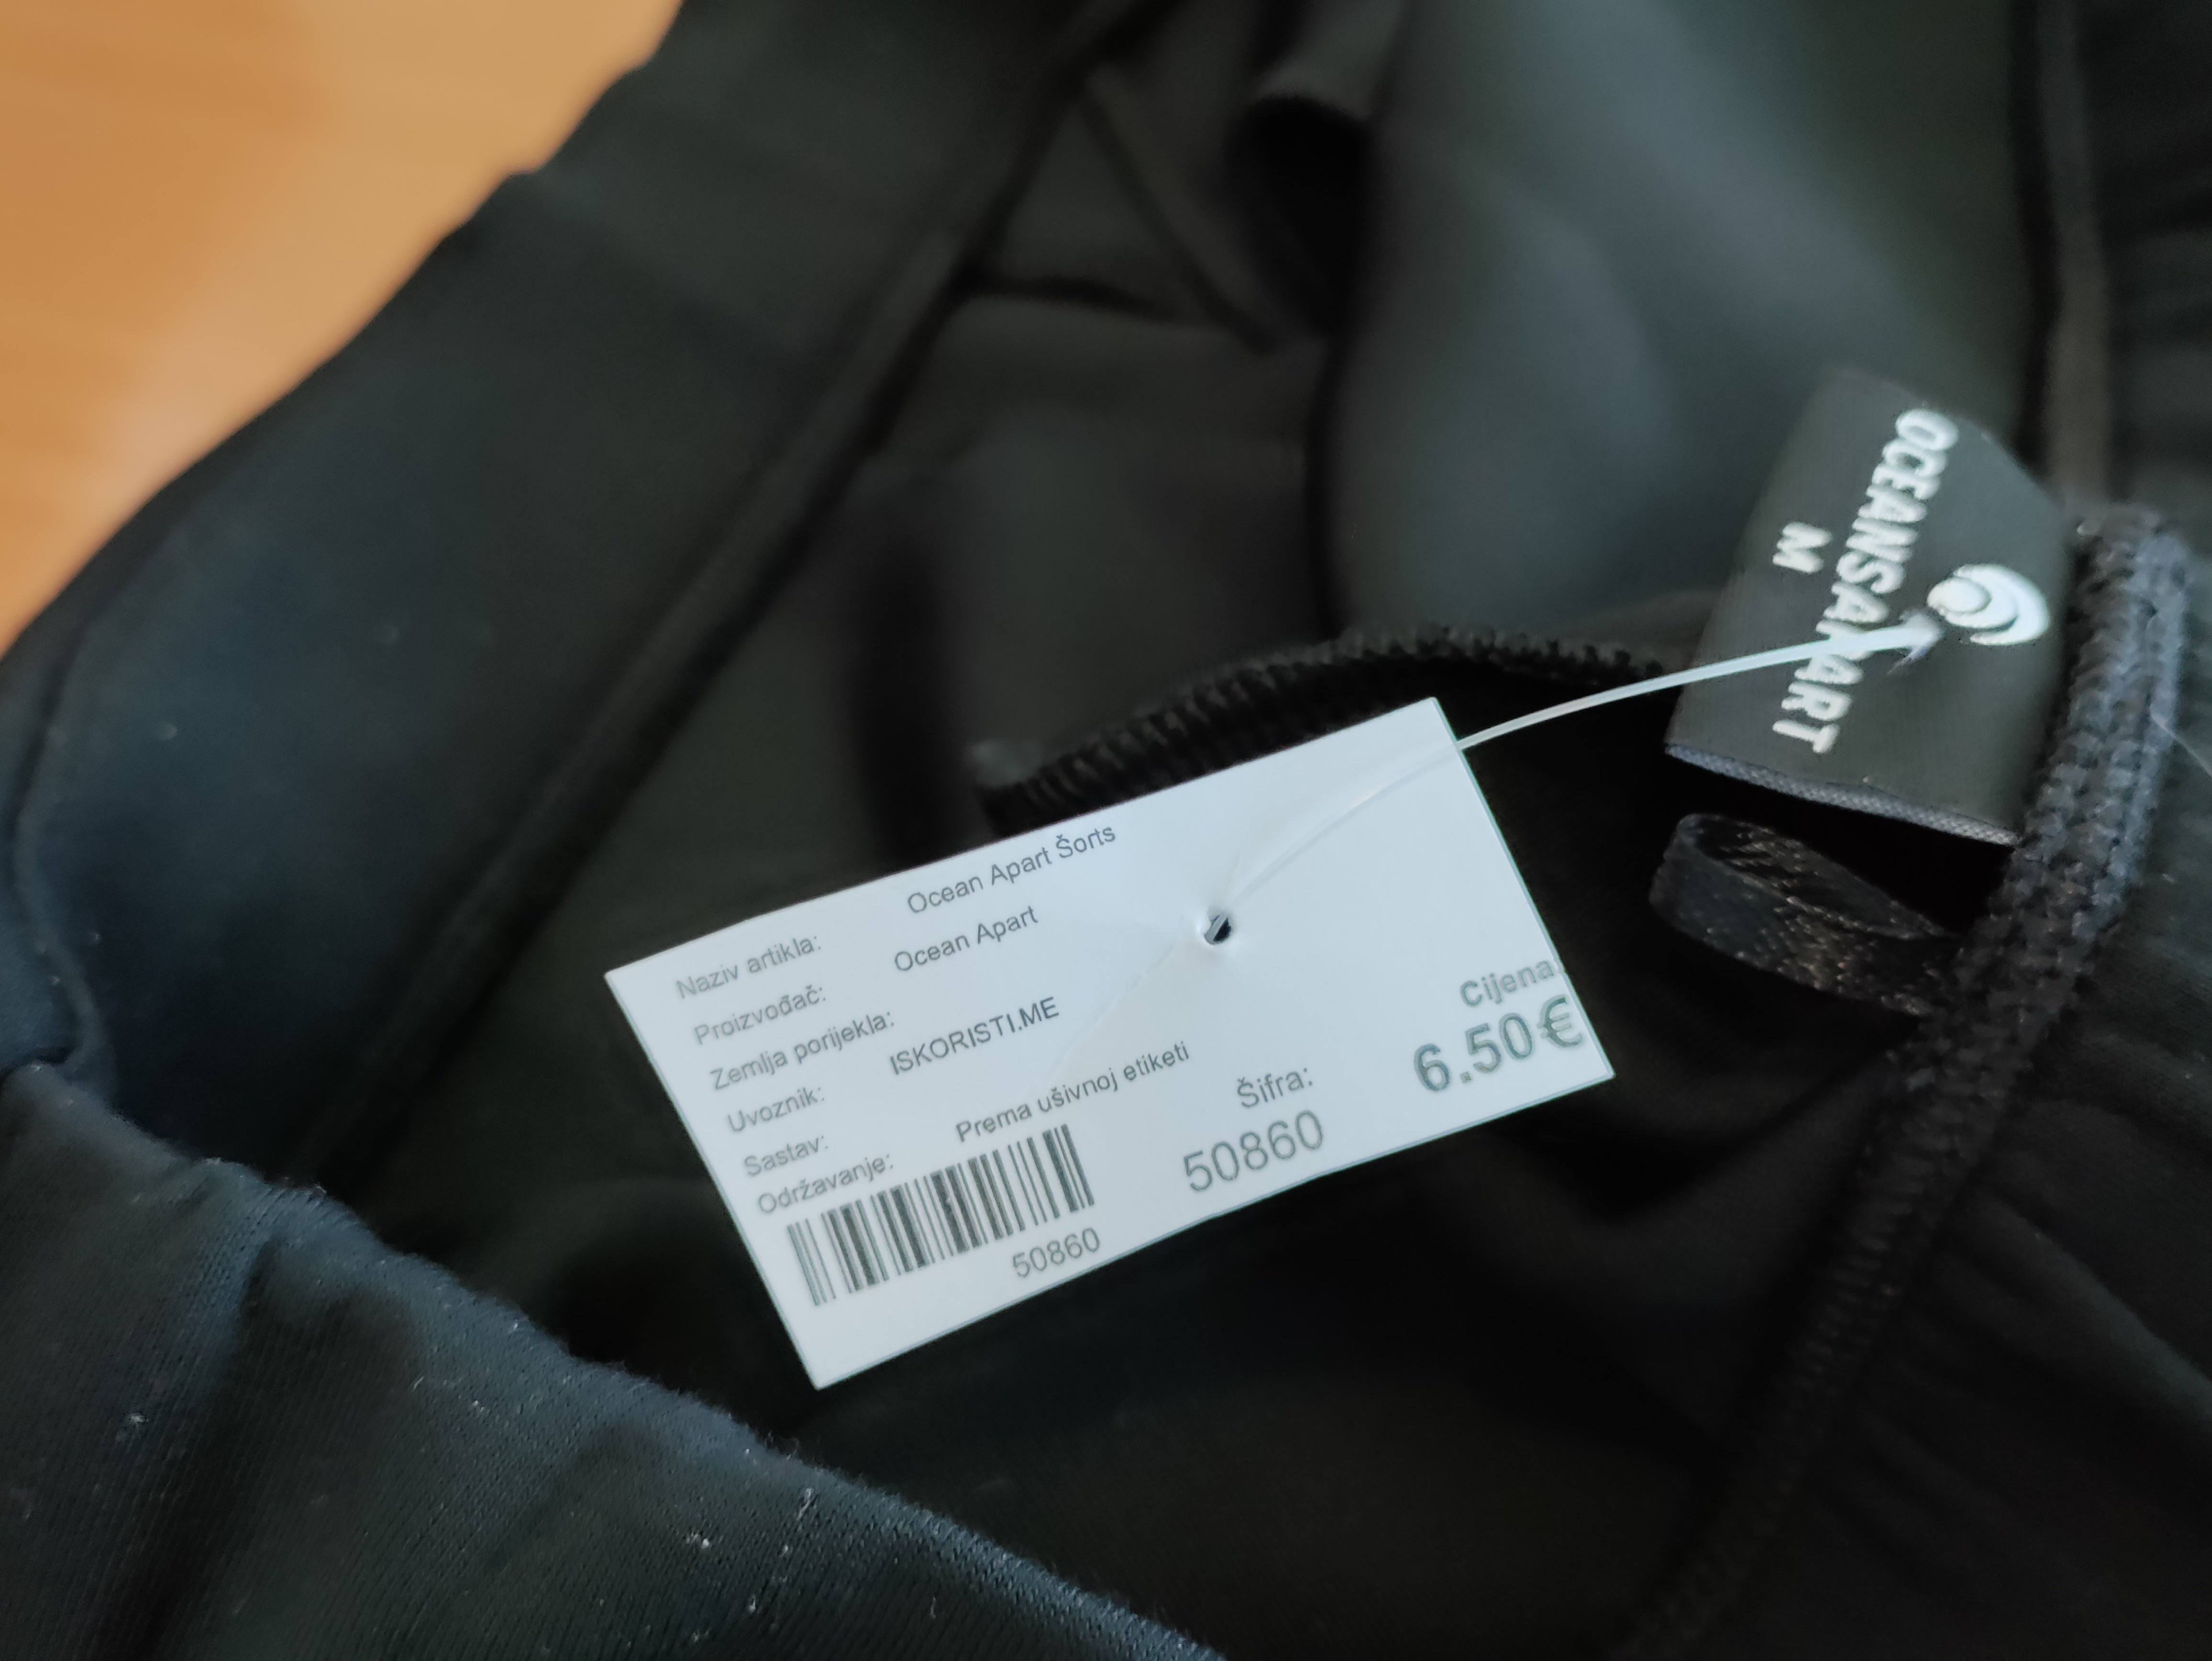 Naziv artikla: Ocean Apart Šorts
Proizvođač: Ocean Apart
Zemlja porijekla:
Uvoznik: ISKORISTI.ME
Sastav:
Održavanje: Prema ušivnoj etiketi
50860
Šifra:
50860
Cijena
6.50€
OCEANSAPART
M